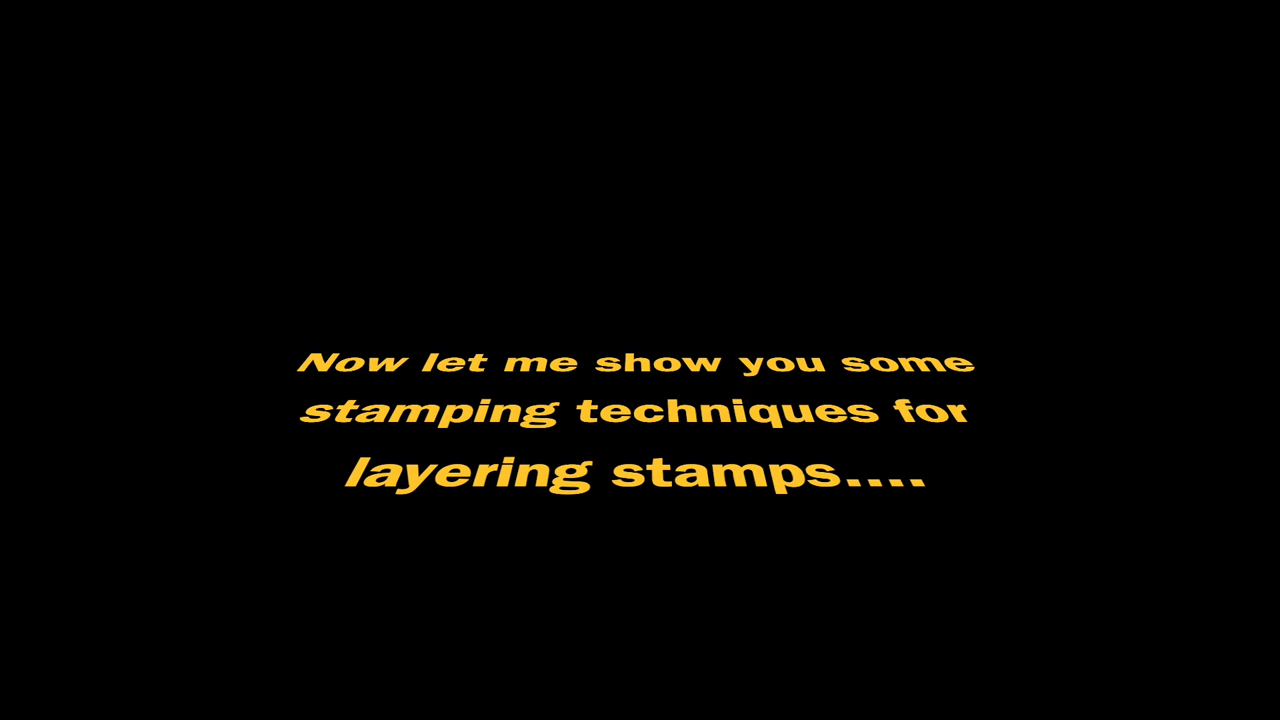 Now let me show you some
stamping techniques for
layering stamps....